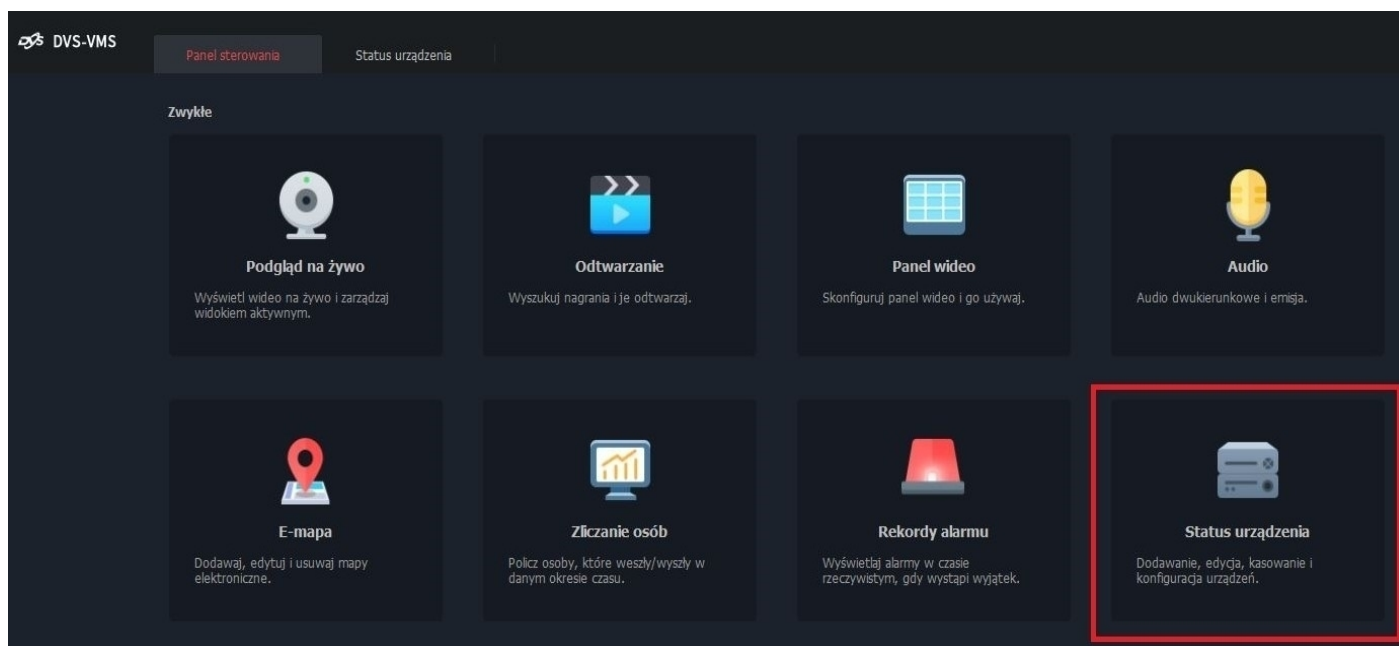 DVS DVS-VMS
Panel sterowania
Status urządzenia
Zwykłe
Podgląd na żywo
Wyświetl wideo na żywo i zarządzaj
widokiem aktywnym.
Odtwarzanie
Wyszukuj nagrania i je odtwarzaj.
Panel wideo
Skonfiguruj panel wideo i go używaj.
Audio
Audio dwukierunkowe i emisja.
E-mapa
Dodawaj, edytuj i usuwaj mapy
elektroniczne.
Zliczanie osób
Policz osoby, które weszły/wyszły w
danym okresie czasu.
Rekordy alarmu
Wyświetlaj alarmy w czasie
rzeczywistym, gdy wystąpi wyjątek.
Status urządzenia
Dodawanie, edycja, kasowanie i
konfiguracja urządzeń.